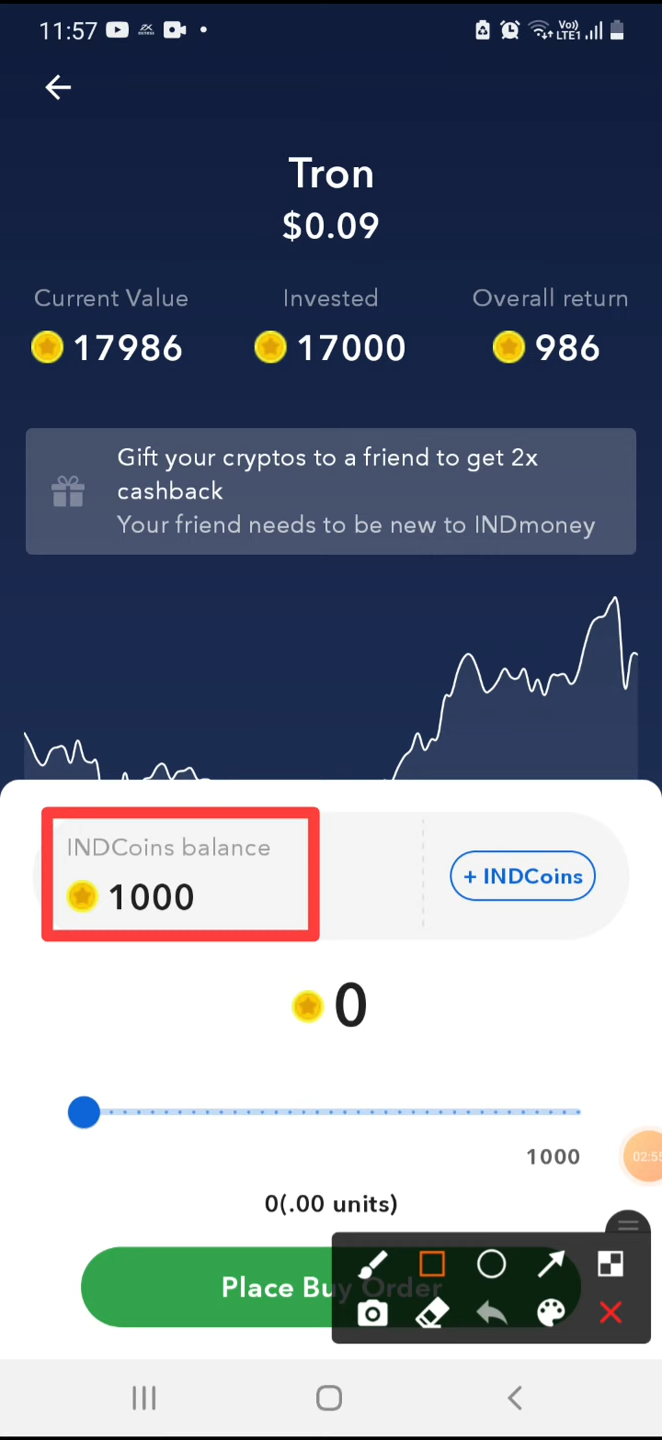 11:57
Vo)
LTE1
Tron
$0.09
Current Value Invested Overall return
17986 17000 986
Gift your cryptos to a friend to get 2x
cashback
Your friend needs to be new to INDmoney
INDCoins balance
1000
+ INDCoins
0
1000
0(.00 units)
Place Buy Order